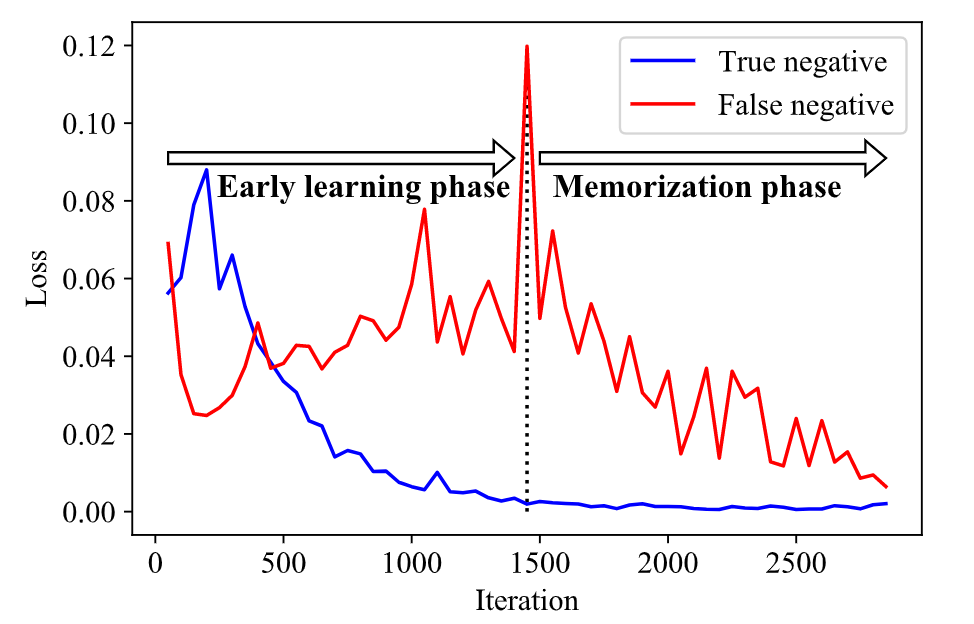 0.12
0.10
0.08
0.06
0.04
0.02
0.00
Loss
True negative
False negative
Early learning phase
Memorization phase
0
500
1000
1500
2000
2500
Iteration